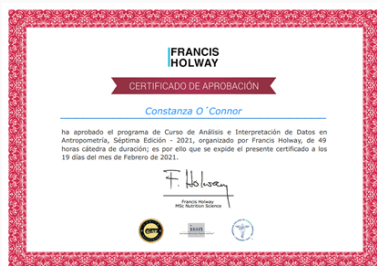 FRANCIS
HOLWAY
CERTIFICADO DE APROBACIÓN
Constanza O´Connor
ha aprobado el programa de Curso de Análisis e Interpretación de Datos en
Antropometría, Séptima Edición - 2021, organizado por Francis Holway, de 49
horas cátedra de duración; es por ello que se expide el presente certificado a los
19 días del mes de Febrero de 2021.
F. Holway
Francis Holway
MSc Nutrition Science